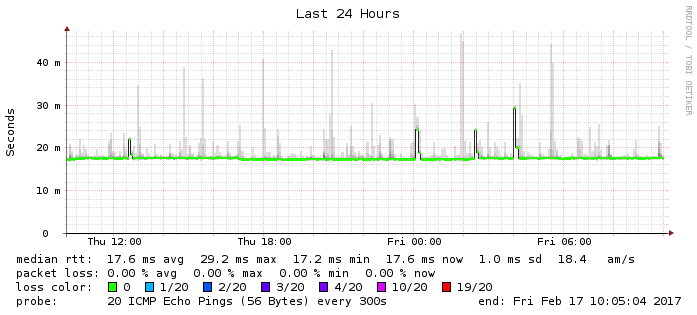 Last 24 Hours
RRDTOOL / TOBI OETIKER
Seconds
40 m
30 m
20 m
10 m
0
Thu 12:00 Thu 18:00 Fri 00:00 Fri 06:00
median rtt: 17.6 ms avg 29.2 ms max 17.2 ms min 17.6 ms now 1.0 ms sd 18.4 am/s
packet loss: 0.00 % avg 0.00 % max 0.00 % min 0.00 % now
loss color: 0 1/20 2/20 3/20 4/20 10/20 19/20
probe: 20 ICMP Echo Pings (56 Bytes) every 300s end: Fri Feb 17 10:05:04 2017